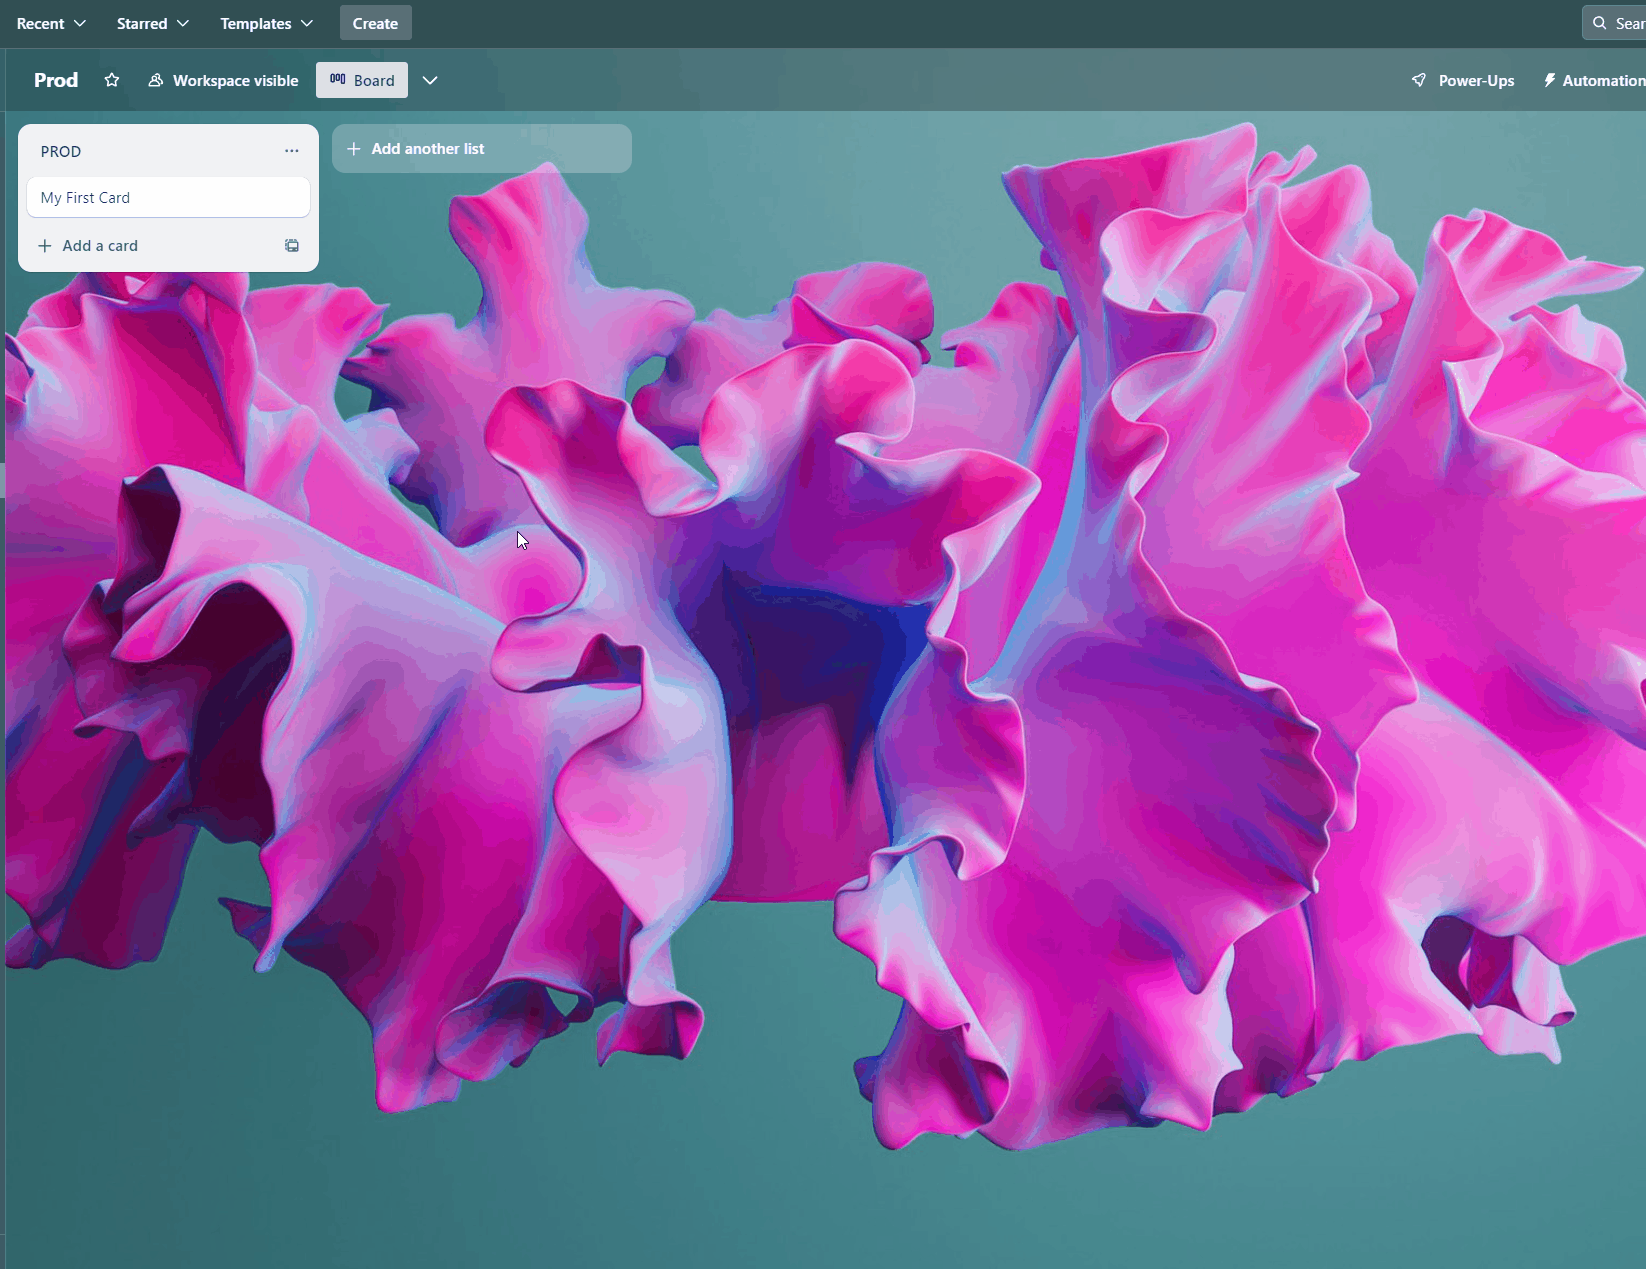 Recent Starred Templates Create
Prod Workspace visible Board Power-Ups Automation
PROD
Add another list
My First Card
Add a card